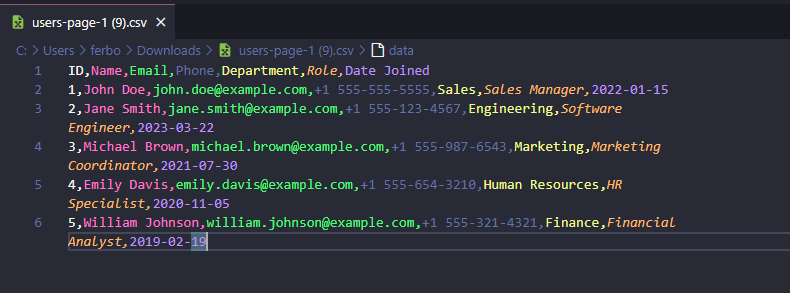 users-page-1 (9).csv
C: > Users > ferbo > Downloads > users-page-1 (9).csv > data
1 ID,Name,Email,Phone,Department,Role,Date Joined
2 1,John Doe,john.doe@example.com,+1 555-555-5555,Sales,Sales Manager,2022-01-15
3 2,Jane Smith,jane.smith@example.com,+1 555-123-4567,Engineering,Software
Engineer,2023-03-22
4 3,Michael Brown,michael.brown@example.com,+1 555-987-6543,Marketing,Marketing
Coordinator,2021-07-30
5 4,Emily Davis,emily.davis@example.com,+1 555-654-3210,Human Resources,HR
Specialist,2020-11-05
6 5,William Johnson,william.johnson@example.com,+1 555-321-4321,Finance,Financial
Analyst,2019-02-19